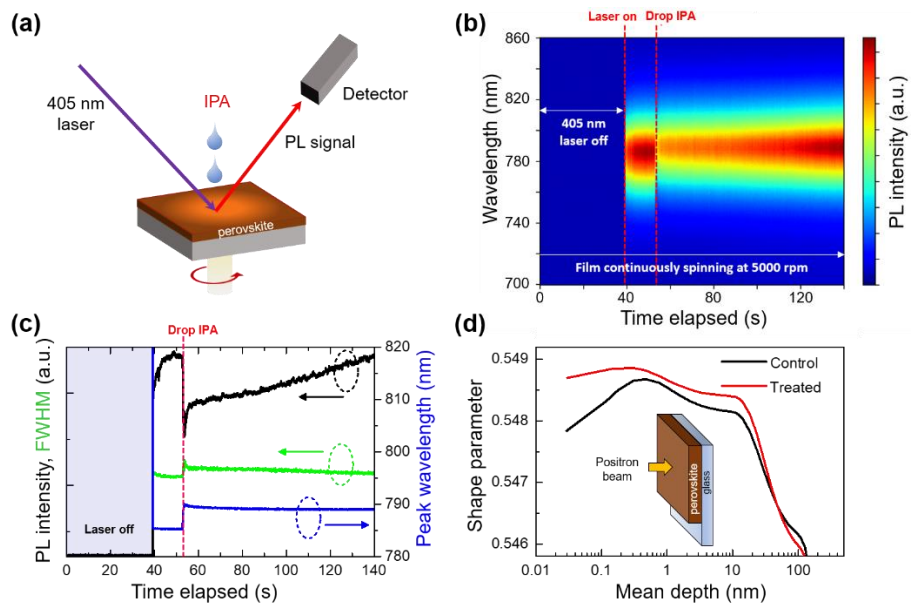 (a)
405 nm
laser
IPA
Detector
PL signal
perovskite
(b)
Laser on
Drop IPA
860
820
780
740
700
Wavelength (nm)
405 nm
laser off
Film continuously spinning at 5000 rpm
0
40
80
120
Time elapsed (s)
PL intensity (a.u.)
(c)
Drop IPA
PL intensity, FWHM (a.u.)
Laser off
820
810
800
790
780
Peak wavelength (nm)
0
20
40
60
80
100
120
140
Time elapsed (s)
(d)
0.549
0.548
0.547
0.546
Shape parameter
Control
Treated
Positron
beam
perovskite
glass
0.01
0.1
1
10
100
Mean depth (nm)